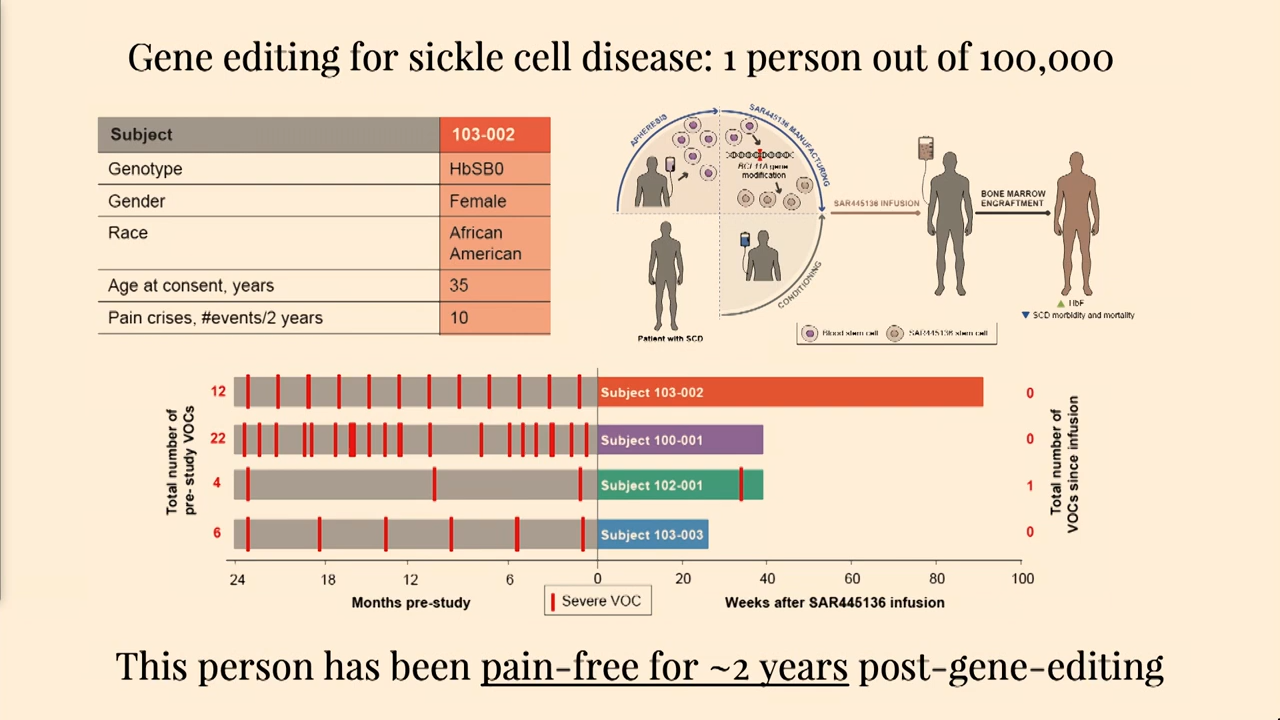 Gene editing for sickle cell disease: 1 person out of 100,000
Subject 103-002
Genotype HbSB0
Gender Female
Race African
American
Age at consent, years 35
Pain crises, #events/2 years 10
APHERESIS
SAR445136 MANUFACTURING
BCL11A gene
modification
CONDITIONING
Patient with SCD
SAR445136 INFUSION
BONE MARROW
ENGRAFTMENT
HbF
SCD morbidity and mortality
Blood stem cell SAR445136 stem cell
Total number of
pre- study VOCs
12 Subject 103-002 0
22 Subject 100-001 0
4 Subject 102-001 1
6 Subject 103-003 0
Total number of
VOCs since infusion
24 18 12 6 0 20 40 60 80 100
Months pre-study Severe VOC Weeks after SAR445136 infusion
This person has been pain-free for ~2 years post-gene-editing